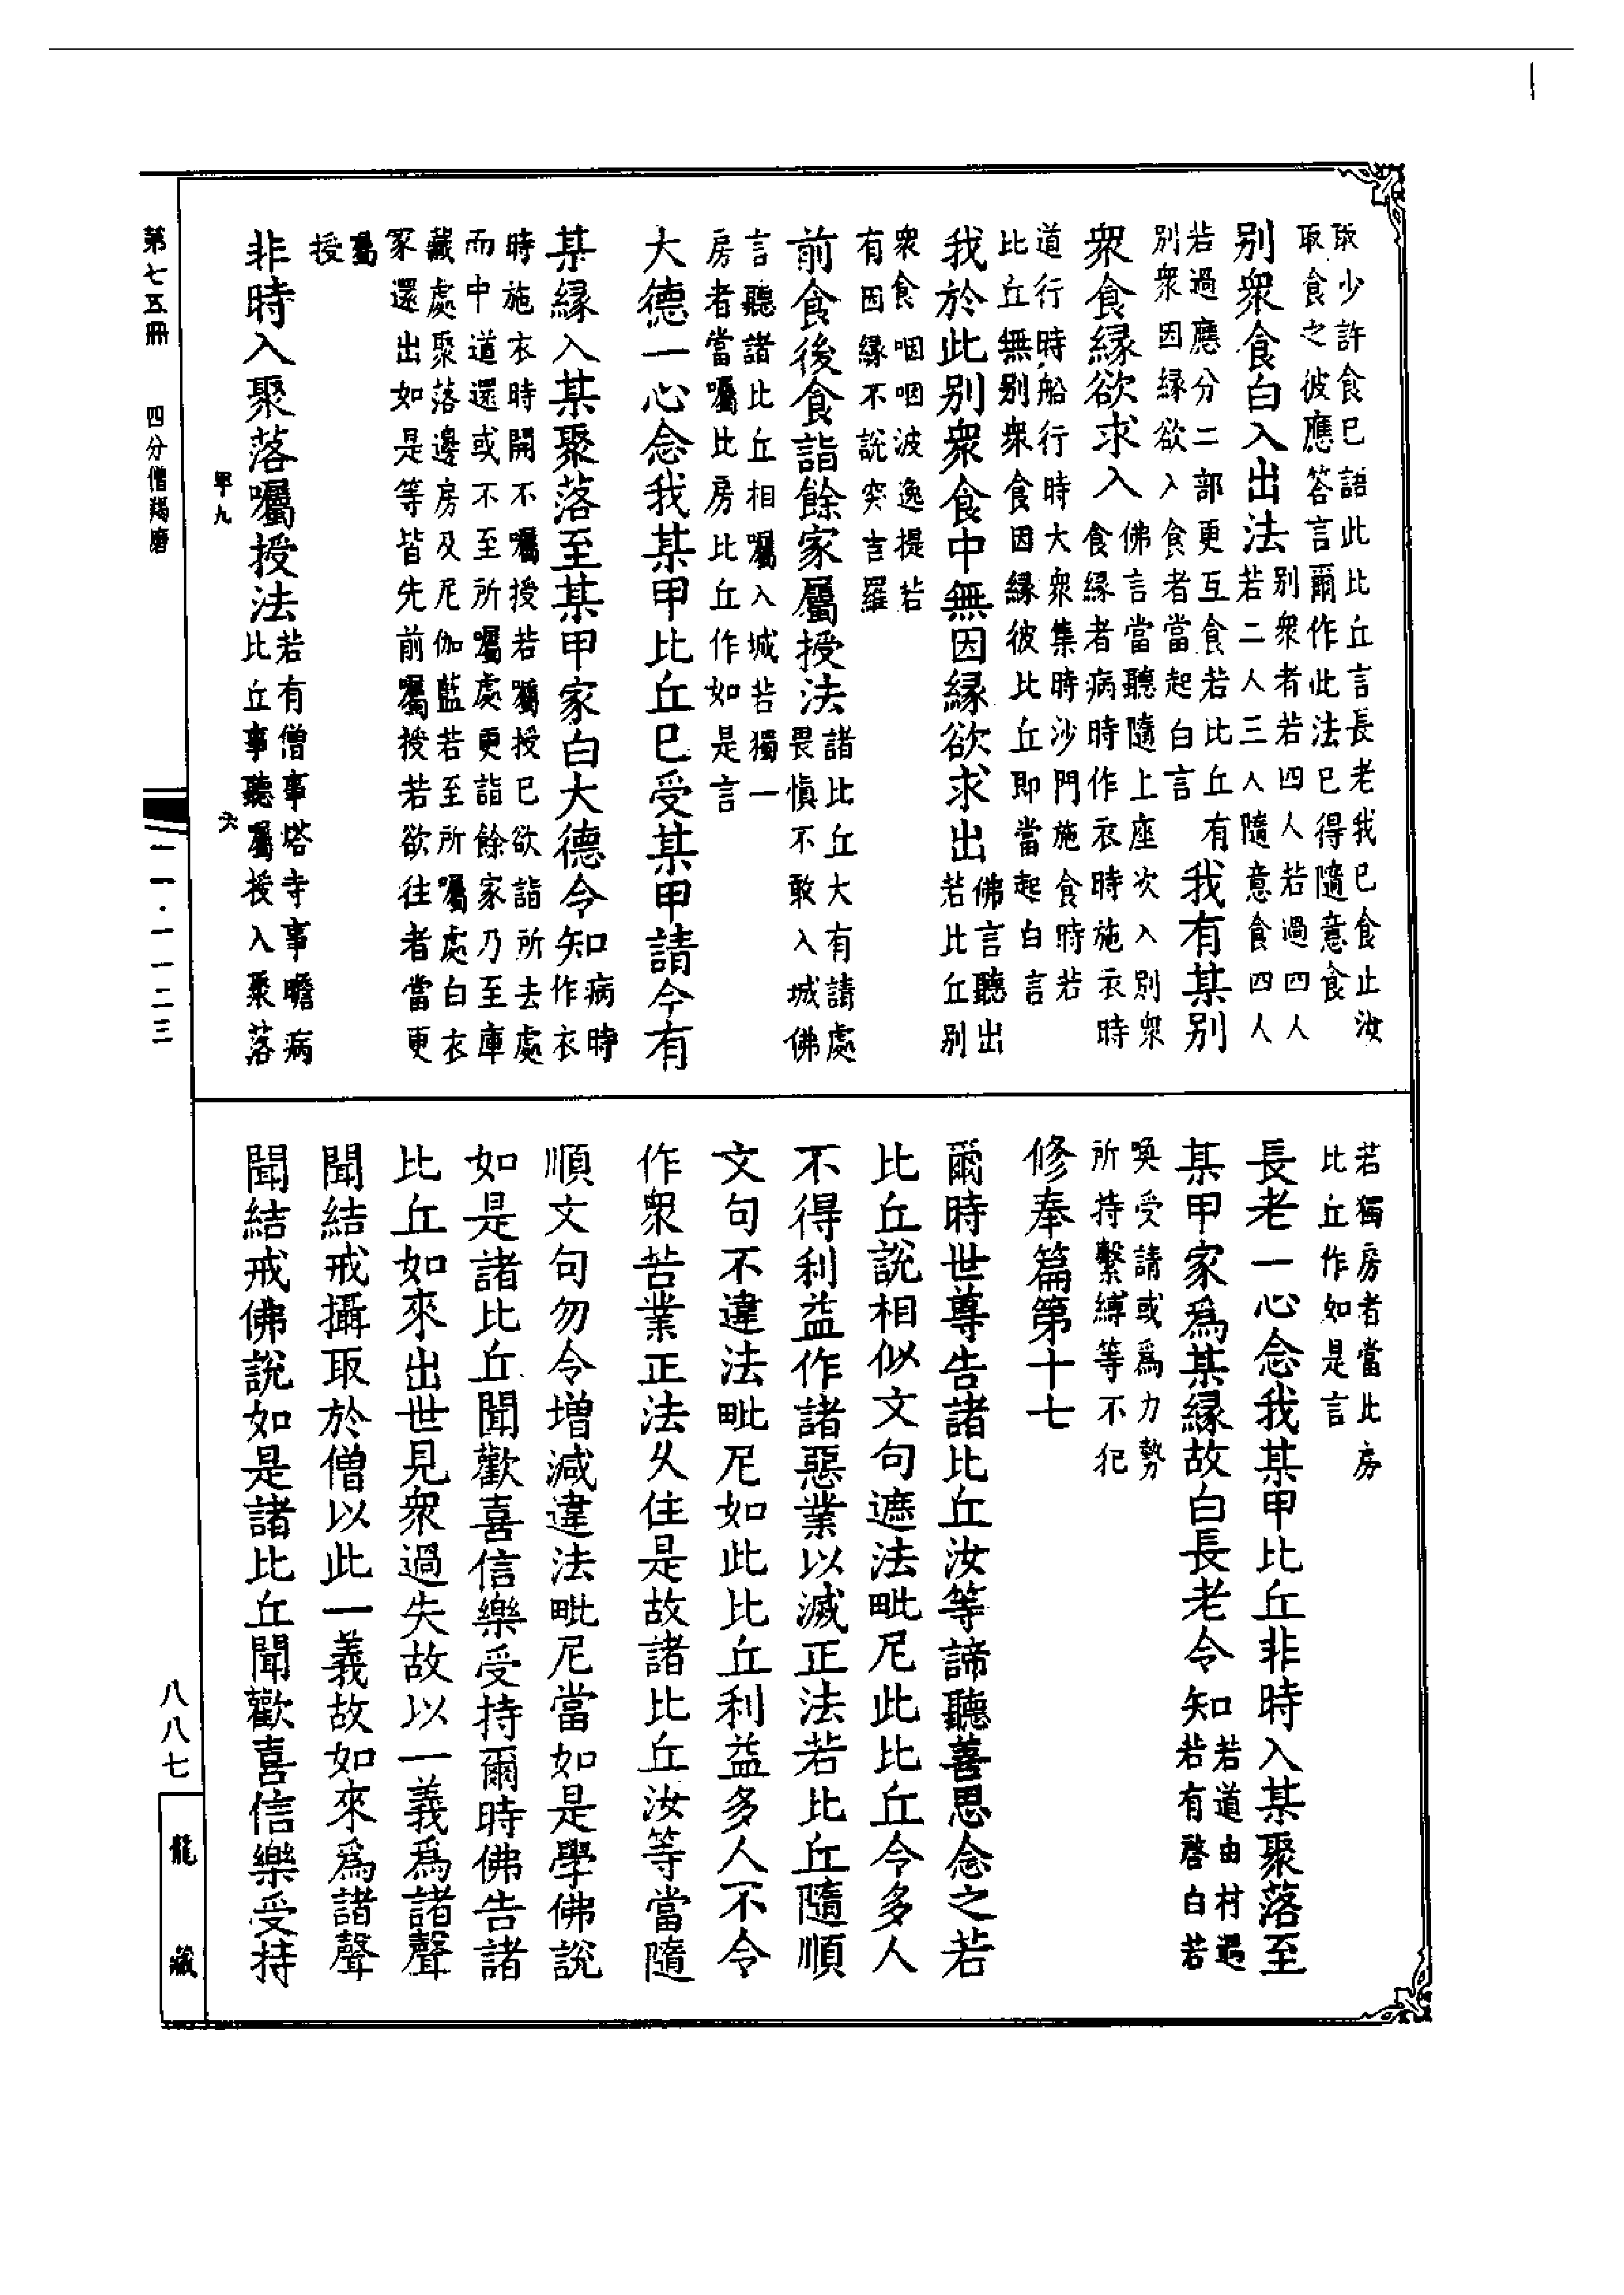 取少許食已語此比丘言長老我已食止汝
取食之彼應答言爾作此法已得隨意食
別衆食白入出法
別衆者若四人若過四人
若二人三人隨意食四人
若過應分二部更互食若比丘有
別衆因縁欲入食者當起白言
我有某別
衆食縁欲求入
佛言當聽隨上座次入別衆
食縁者病時作衣時施衣時
道行時船行時大衆集時沙門施食時若
比丘無別衆食因縁彼比丘即當起白言
我於此別衆食中無因縁欲求出
佛言聽出
若比丘別
衆食咽咽波逸提若
有因縁不說突吉羅
前食後食詣餘家屬授法
諸比丘大有請處
畏慎不敢入城佛
言聽諸比丘相囑入城若獨一
房者當囑比房比丘作如是言
大德一心念我某甲比丘已受某甲請今有
某縁入某聚落至某甲家白大德令知
病時
作衣
時施衣時開不囑授若囑授已欲詣所去處
而中道還或不至所囑處更詣餘家乃至庫
藏處聚落邊房及尼伽藍若至所囑處白衣
冢還出如是等皆先前囑授若欲往者當更
囑
授
非時入聚落囑授法
若有僧事塔寺事瞻病
比丘事聽囑授入聚落
若獨房者當比房
比丘作如是言
長老一心念我某甲比丘非時入某聚落至
某甲家爲某縁故白長老令知
若道由村過
若有啓白若
喚受請或爲力勢
所持繫縛等不犯
修奉篇第十七
爾時世尊告諸比丘汝等諦聽善思念之若
比丘說相似文句遮法毗尼此比丘令多人
不得利益作諸惡業以滅正法若比丘隨順
文句不違法毗尼如此比丘利益多人不令
作衆苦業正法久住是故諸比丘汝等當隨
順文句勿令增減違法毗尼當如是學佛說
如是諸比丘聞歡喜信樂受持爾時佛告諸
比丘如來出世見衆過失故以一義爲諸聲
聞結戒攝取於僧以此一義故如來爲諸聲
聞結戒佛說如是諸比丘聞歡喜信樂受持
甲九
六
第七五冊
四分僧羯磨
一一·一一二三
八八七
龍藏